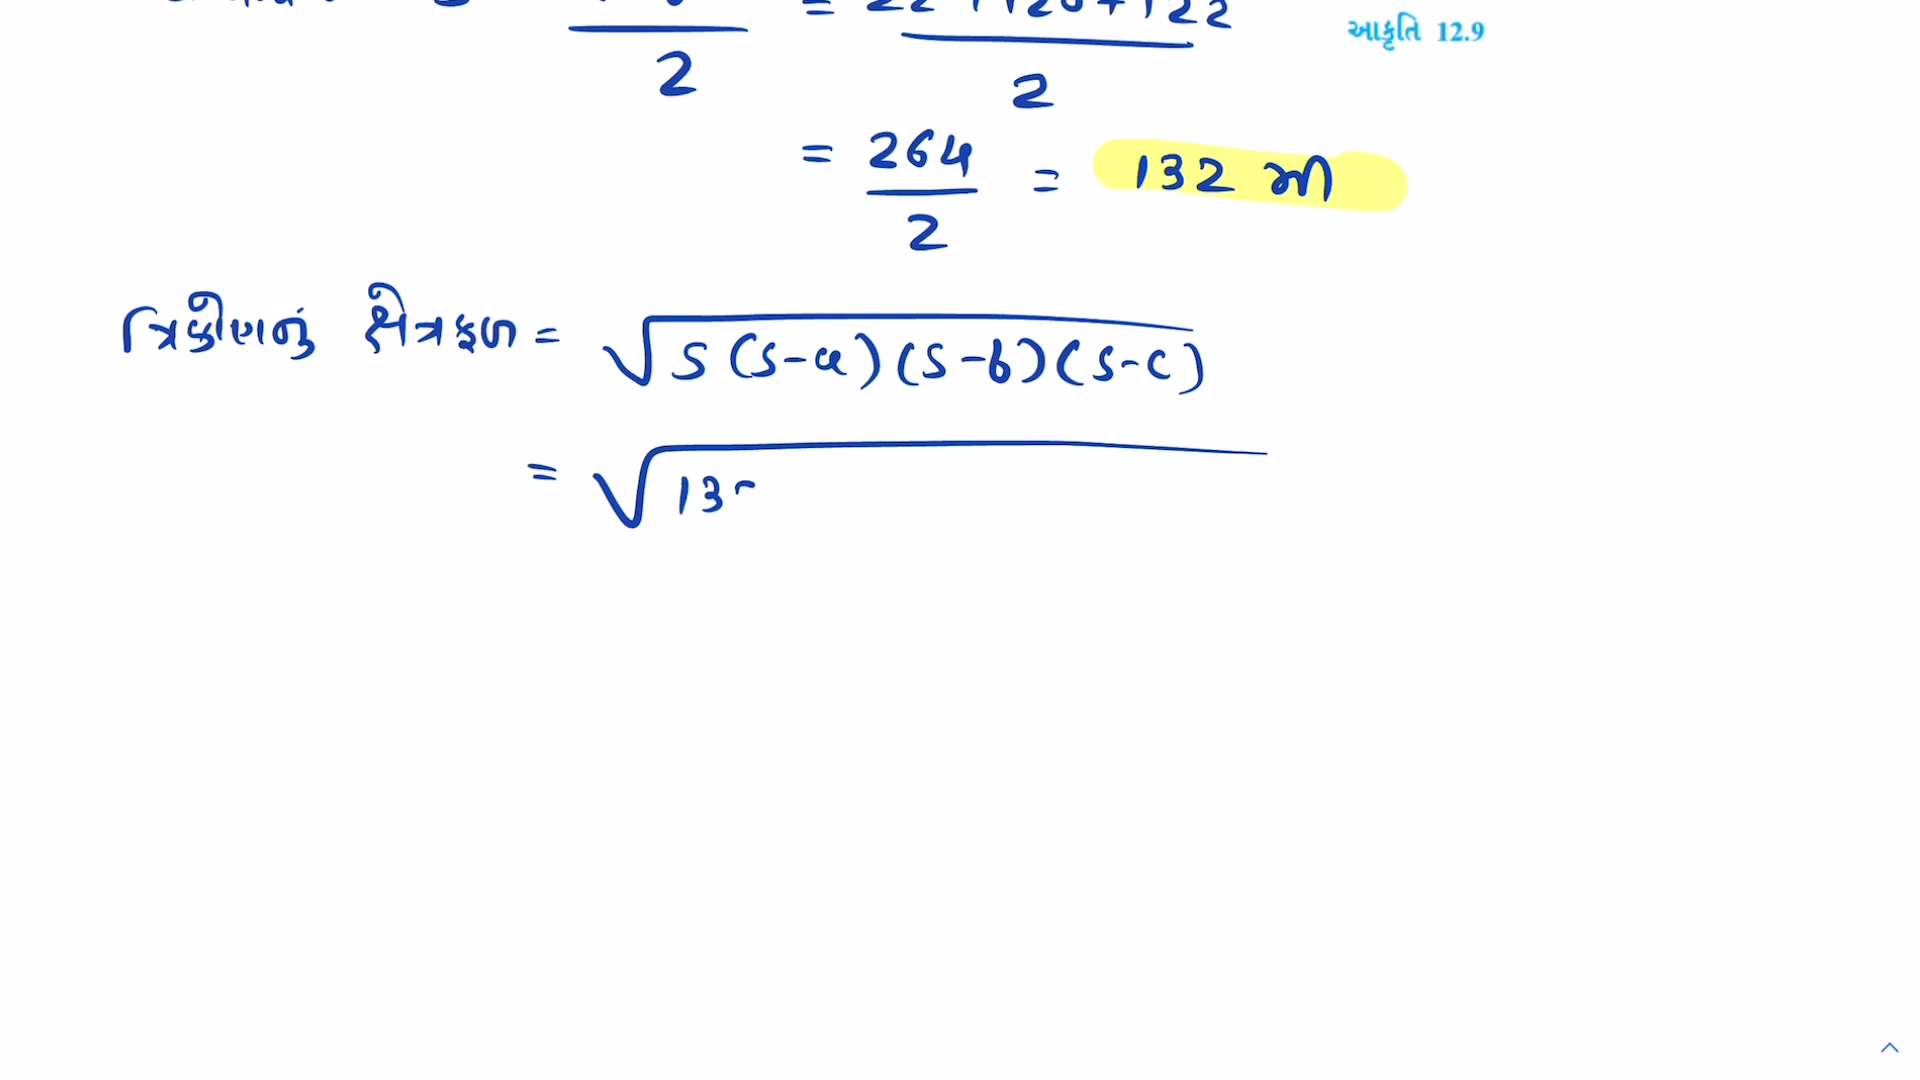 = 22 + 120 + 122
આકૃતિ 12.9
2 2
= 264 = 132 મી
2
ત્રિકોણનું ક્ષેત્રફળ = √s(s-a)(s-b)(s-c)
= √13